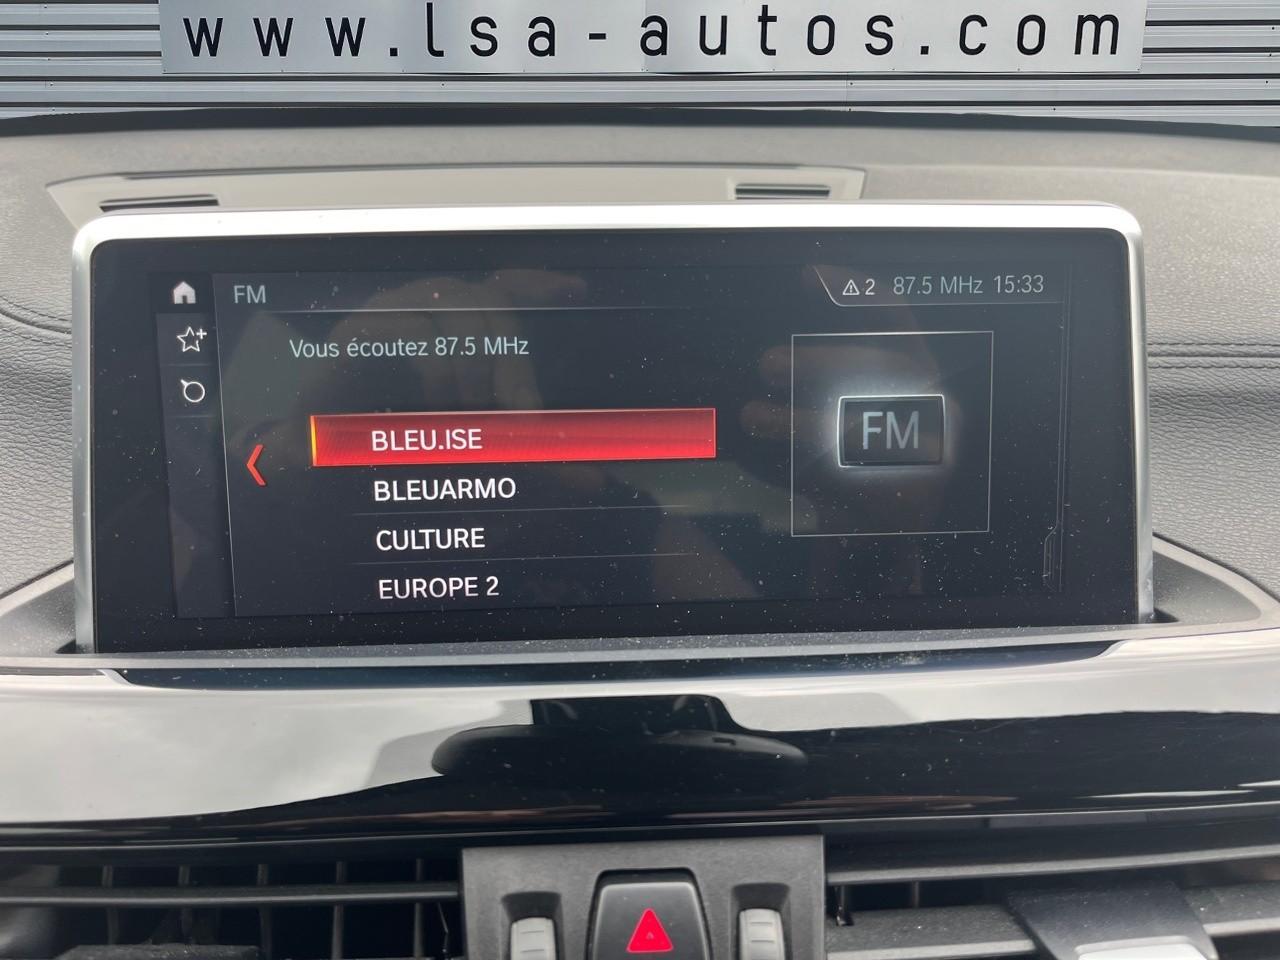 www.lsa-autos.com
FM
2 87.5 MHz 15:33
Vous écoutez 87.5 MHz
BLEU.ISE
FM
BLEUARMO
CULTURE
EUROPE 2